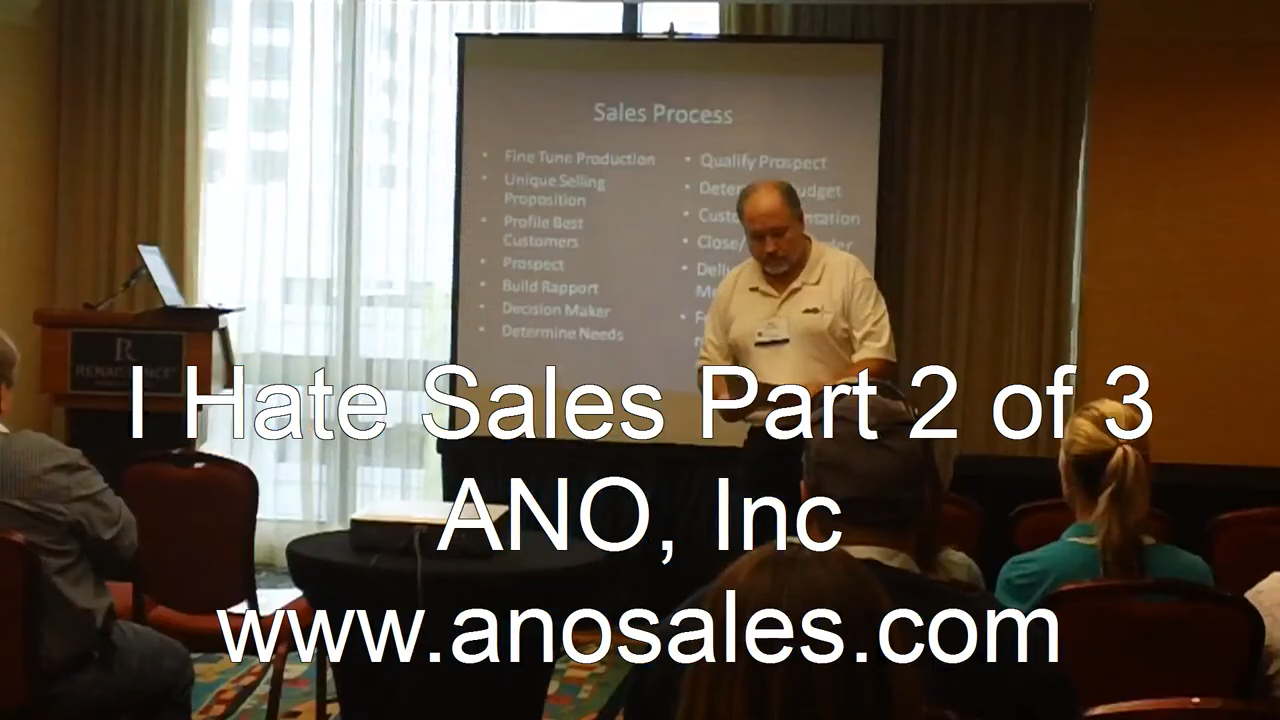 Sales Process
• Fine Tune Production
• Unique Selling
Proposition
• Profile Best
Customers
• Prospect
• Build Rapport
• Decision Maker
• Determine Needs
• Qualify Prospect
•
•
• Close/
•
•
R
I Hate Sales Part 2 of 3
ANO, Inc
www.anosales.com